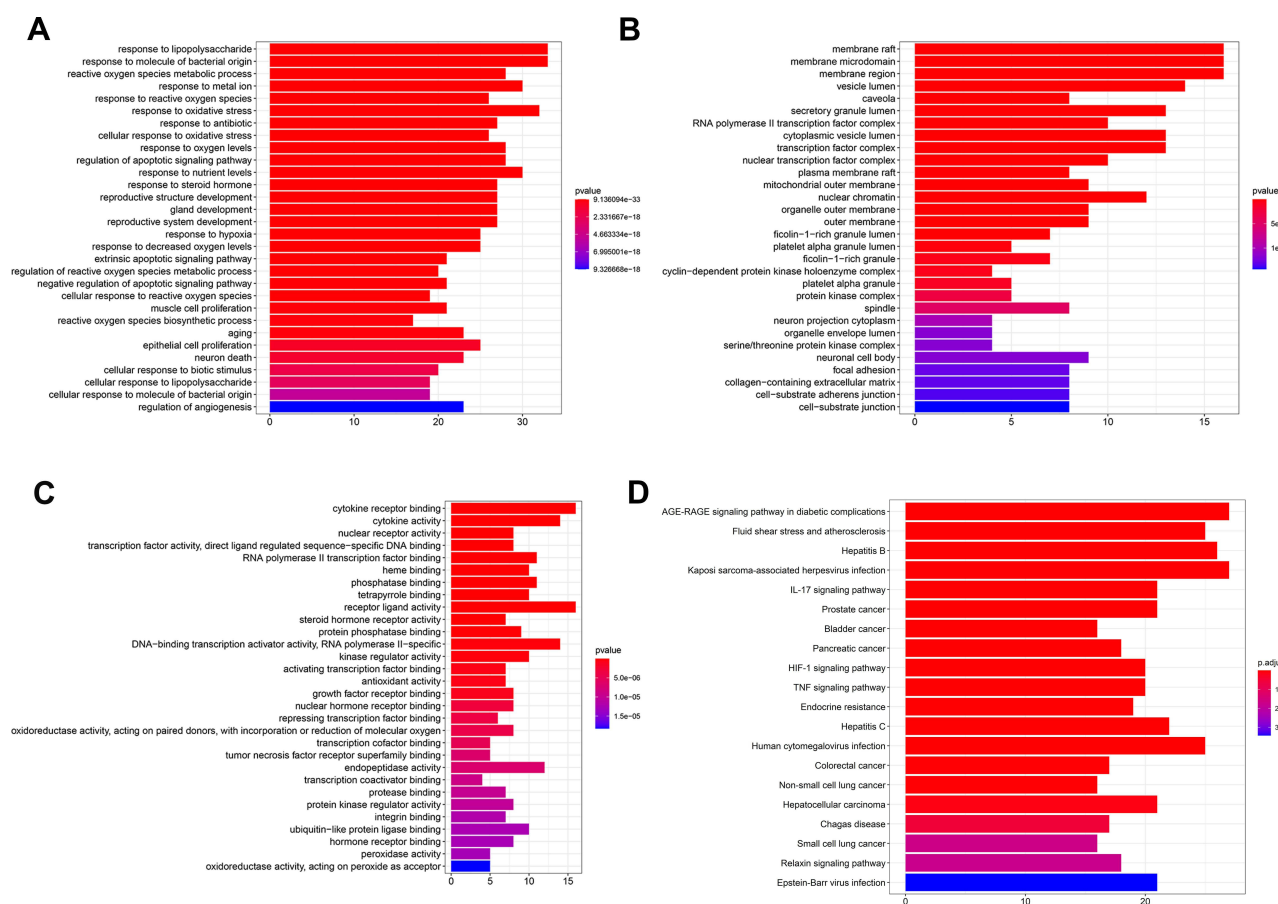 A
response to lipopolysaccharide
response to molecule of bacterial origin
reactive oxygen species metabolic process
response to metal ion
response to reactive oxygen species
response to oxidative stress
response to antibiotic
cellular response to oxidative stress
response to oxygen levels
regulation of apoptotic signaling pathway
response to nutrient levels
response to steroid hormone
reproductive structure development
gland development
reproductive system development
response to hypoxia
response to decreased oxygen levels
extrinsic apoptotic signaling pathway
regulation of reactive oxygen species metabolic process
negative regulation of apoptotic signaling pathway
cellular response to reactive oxygen species
muscle cell proliferation
reactive oxygen species biosynthetic process
aging
epithelial cell proliferation
neuron death
cellular response to biotic stimulus
cellular response to lipopolysaccharide
cellular response to molecule of bacterial origin
regulation of angiogenesis
0 10 20 30
pvalue
9.136094e−33
2.331667e−18
4.663334e−18
6.995001e−18
9.326668e−18
B
membrane raft
membrane microdomain
membrane region
vesicle lumen
caveola
secretory granule lumen
RNA polymerase II transcription factor complex
cytoplasmic vesicle lumen
transcription factor complex
nuclear transcription factor complex
plasma membrane raft
mitochondrial outer membrane
nuclear chromatin
organelle outer membrane
outer membrane
ficolin−1−rich granule lumen
platelet alpha granule lumen
ficolin−1−rich granule
cyclin−dependent protein kinase holoenzyme complex
platelet alpha granule
protein kinase complex
spindle
neuron projection cytoplasm
organelle envelope lumen
serine/threonine protein kinase complex
neuronal cell body
focal adhesion
collagen−containing extracellular matrix
cell−substrate adherens junction
cell−substrate junction
0 5 10 15
pvalue
5e
1e
C
cytokine receptor binding
cytokine activity
nuclear receptor activity
transcription factor activity, direct ligand regulated sequence−specific DNA binding
RNA polymerase II transcription factor binding
heme binding
phosphatase binding
tetrapyrrole binding
receptor ligand activity
steroid hormone receptor activity
protein phosphatase binding
DNA−binding transcription activator activity, RNA polymerase II−specific
kinase regulator activity
activating transcription factor binding
antioxidant activity
growth factor receptor binding
nuclear hormone receptor binding
repressing transcription factor binding
oxidoreductase activity, acting on paired donors, with incorporation or reduction of molecular oxygen
transcription cofactor binding
tumor necrosis factor receptor superfamily binding
endopeptidase activity
transcription coactivator binding
protease binding
protein kinase regulator activity
integrin binding
ubiquitin−like protein ligase binding
hormone receptor binding
peroxidase activity
oxidoreductase activity, acting on peroxide as acceptor
0 5 10 15
pvalue
5.0e−06
1.0e−05
1.5e−05
D
AGE-RAGE signaling pathway in diabetic complications
Fluid shear stress and atherosclerosis
Hepatitis B
Kaposi sarcoma-associated herpesvirus infection
IL-17 signaling pathway
Prostate cancer
Bladder cancer
Pancreatic cancer
HIF-1 signaling pathway
TNF signaling pathway
Endocrine resistance
Hepatitis C
Human cytomegalovirus infection
Colorectal cancer
Non-small cell lung cancer
Hepatocellular carcinoma
Chagas disease
Small cell lung cancer
Relaxin signaling pathway
Epstein-Barr virus infection
0 10 20
p.adju
1
2
3